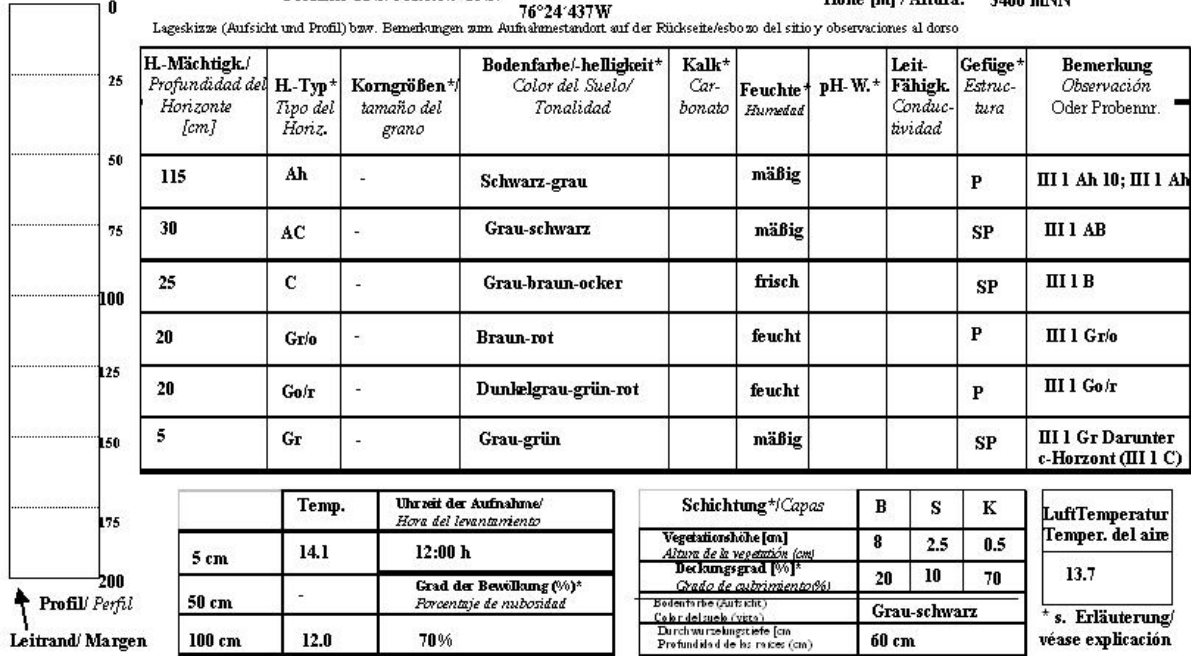 0
76°24´437W
Höhe [m] / Altura: 3400 mNN
Lageskizze (Aufsicht und Profil) bzw. Bemerkungen zum Aufnahmestandort auf der Rückseite/esbozo del sitio y observaciones al dorso
25
50
75
100
125
150
175
200
Profil/ Perfil
Leitrand/ Margen
H.-Mächtigk./ Profundidad del Horizonte [cm] H.-Typ* Tipo del Horiz. Korngrößen*/ tamaño del grano Bodenfarbe/-helligkeit* Color del Suelo/ Tonalidad Kalk* Carbonato Feuchte* Humedad pH-W.* Leit-Fähigk. Conduc-tividad Gefüge* Estruc-tura Bemerkung Observación Oder Probennr.
115 Ah - Schwarz-grau mäßig P III 1 Ah 10; III 1 Ah
30 AC - Grau-schwarz mäßig SP III 1 AB
25 C - Grau-braun-ocker frisch SP III 1 B
20 Gr/o - Braun-rot feucht P III 1 Gr/o
20 Go/r - Dunkelgrau-grün-rot feucht P III 1 Go/r
5 Gr - Grau-grün mäßig SP III 1 Gr Darunter
c-Horzont (III 1 C)
Temp. Uhrzeit der Aufnahme/
Hora del levantamiento
5 cm 14.1 12:00 h
Grad der Bewölkung (%)*
50 cm - Porcentaje de nubosidad
100 cm 12.0 70%
Schichtung*/Capas B S K
Vegetationshöhe [cm]
Altura de la vegetatión (cm) 8 2.5 0.5
Deckungsgrad [%]*
Grado de cubrimiento(%) 20 10 70
Bodenfarbe (Aufsicht)
Color del suelo (vista) Grau-schwarz
Durchwurzelungstiefe [cm
Profundidad de las raices (cm) 60 cm
LuftTemperatur
Temper. del aire
13.7
* s. Erläuterung/
véase explicación